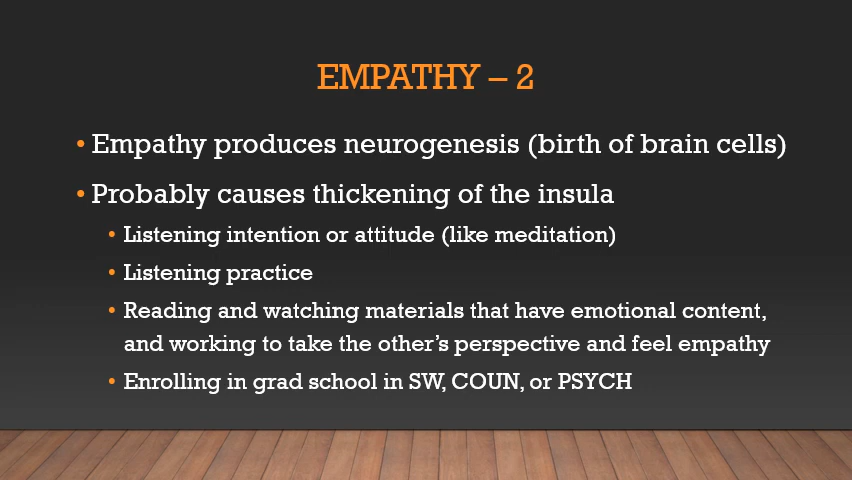 EMPATHY – 2
• Empathy produces neurogenesis (birth of brain cells)
• Probably causes thickening of the insula
• Listening intention or attitude (like meditation)
• Listening practice
• Reading and watching materials that have emotional content,
and working to take the other’s perspective and feel empathy
• Enrolling in grad school in SW, COUN, or PSYCH